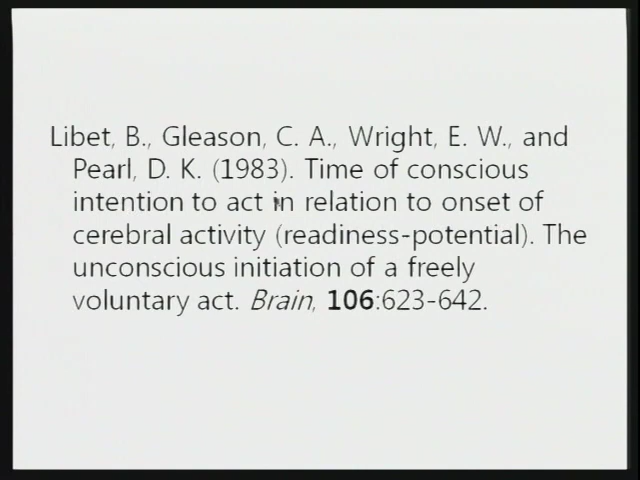 Libet, B., Gleason, C. A., Wright, E. W., and
Pearl, D. K. (1983). Time of conscious
intention to act in relation to onset of
cerebral activity (readiness-potential). The
unconscious initiation of a freely
voluntary act. Brain, 106:623-642.